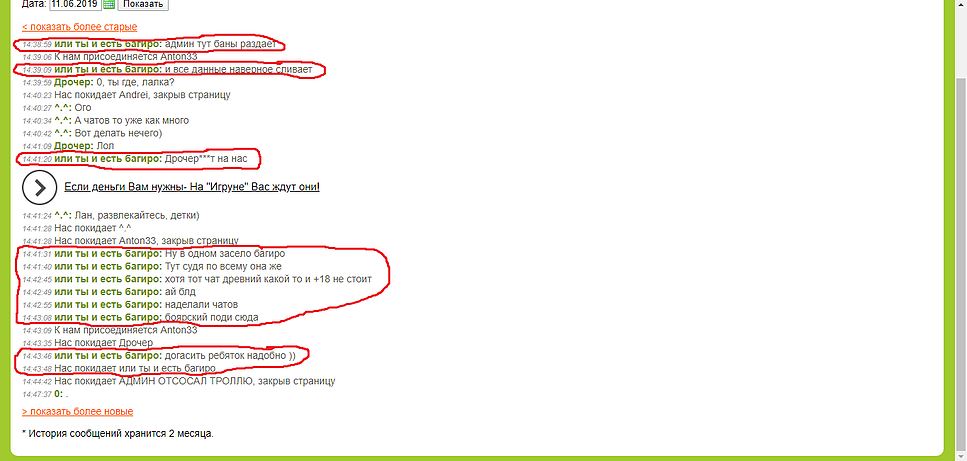 Дата: 11.06.2019 Показать
< показать более старые
14:38:59 или ты и есть багиро: админ тут баны раздает
14:39:06 К нам присоединяется Anton33
14:39:09 или ты и есть багиро: и все данные наверное сливает
14:39:59 Дрочер: 0, ты где, лапка?
14:40:23 Нас покидает Andrei, закрыв страницу
14:40:27 ^.^: Ого
14:40:34 ^.^: А чатов то уже как много
14:40:42 ^.^: Вот делать нечего)
14:41:09 Дрочер: Лол
14:41:20 или ты и есть багиро: Дрочер***т на нас
Если деньги Вам нужны- На "Игруне" Вас ждут они!
14:41:24 ^.^: Лан, развлекайтесь, детки)
14:41:28 Нас покидает ^.^
14:41:28 Нас покидает Anton33, закрыв страницу
14:41:31 или ты и есть багиро: Ну в одном засело багиро
14:41:40 или ты и есть багиро: Тут судя по всему она же
14:42:45 или ты и есть багиро: хотя тот чат древний какой то и +18 не стоит
14:42:49 или ты и есть багиро: ай блд
14:42:55 или ты и есть багиро: наделали чатов
14:43:08 или ты и есть багиро: боярский поди сюда
14:43:09 К нам присоединяется Anton33
14:43:35 Нас покидает Дрочер
14:43:46 или ты и есть багиро: догасить ребяток надобно ))
14:43:48 Нас покидает или ты и есть багиро
14:44:42 Нас покидает АДМИН ОТСОСАЛ ТРОЛЛЮ, закрыв страницу
14:47:37 0: .
> показать более новые
* История сообщений хранится 2 месяца.